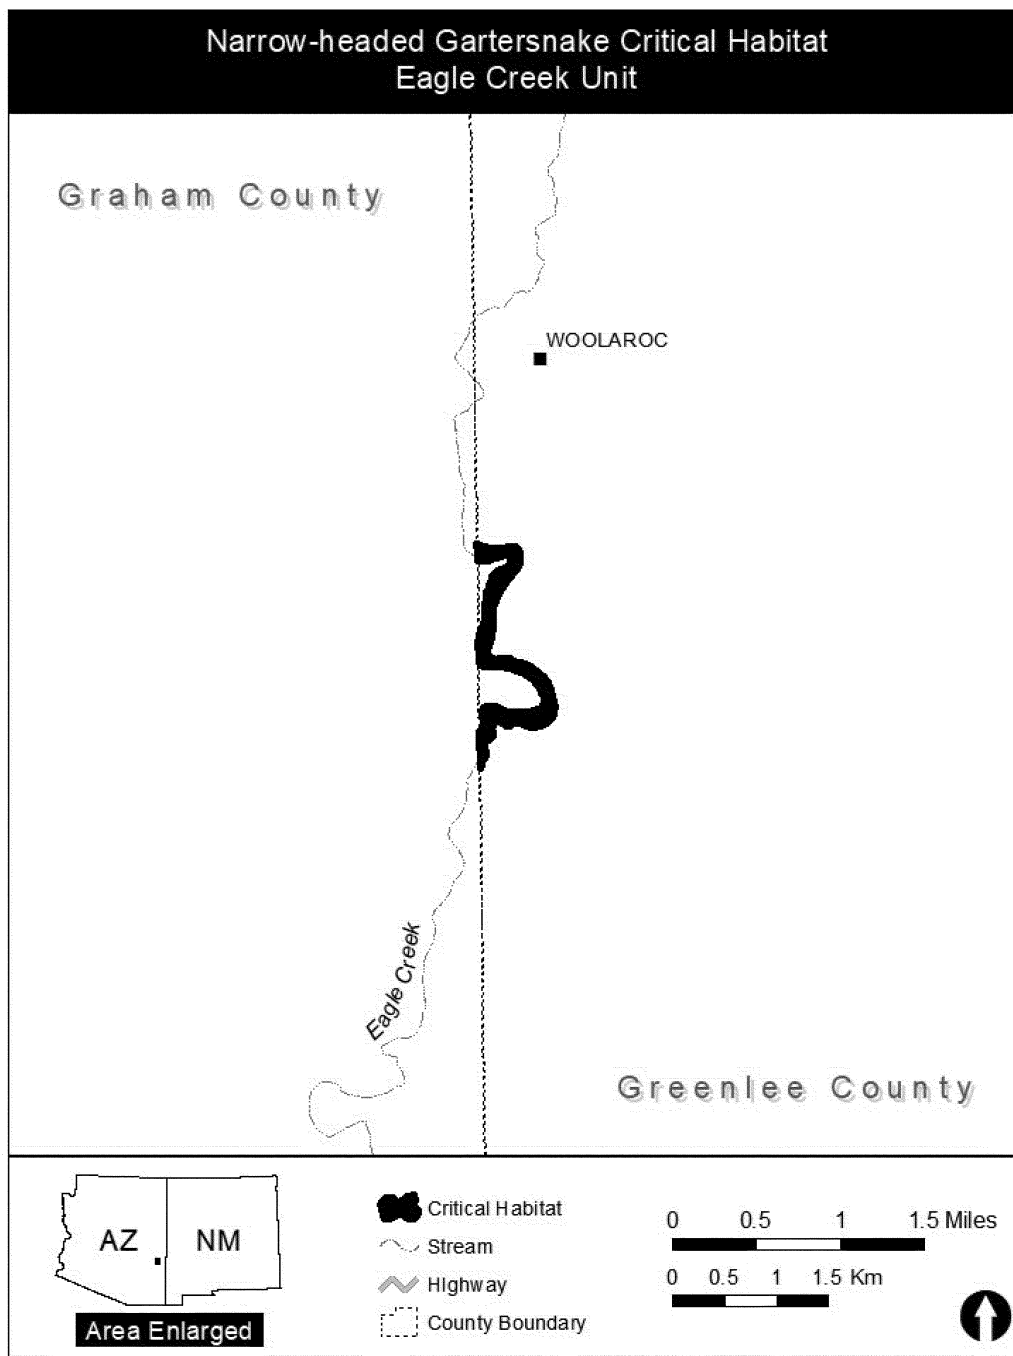 Narrow-headed Gartersnake Critical Habitat
Eagle Creek Unit
Graham County
WOOLAROC
Eagle Creek
Greenlee County
AZ NM
Area Enlarged
Critical Habitat
Stream
Highway
County Boundary
0 0.5 1 1.5 Miles
0 0.5 1 1.5 Km